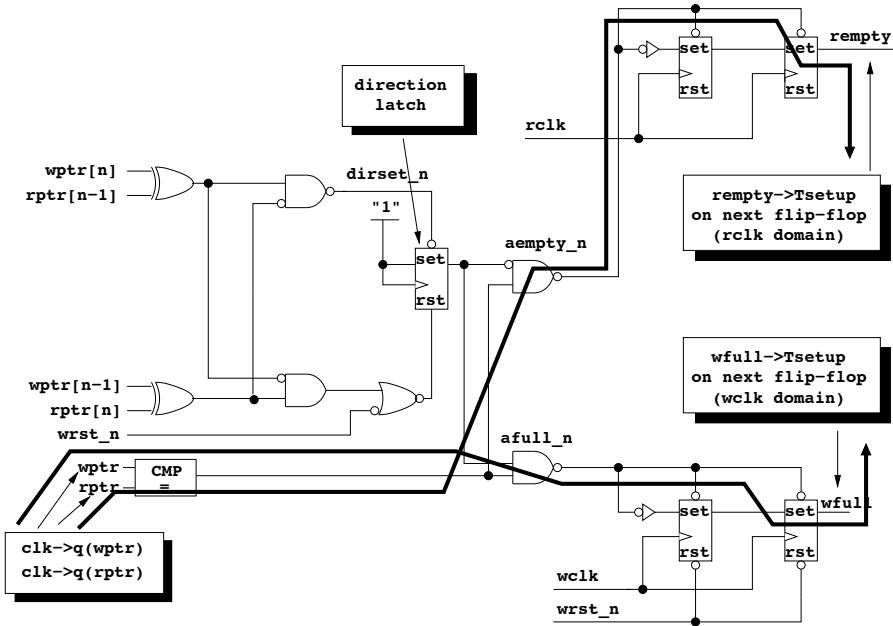 set
set
rempty
rst
rst
direction
latch
rclk
wptr[n]
rptr[n-1]
dirset_n
"1"
rempty->Tsetup
on next flip-flop
(rclk domain)
aempty_n
set
rst
wfull->Tsetup
on next flip-flop
(wclk domain)
wptr[n-1]
rptr[n]
wrst_n
afull_n
wptr
rptr
CMP
=
set
set
wfull
rst
rst
clk->q(wptr)
clk->q(rptr)
wclk
wrst_n